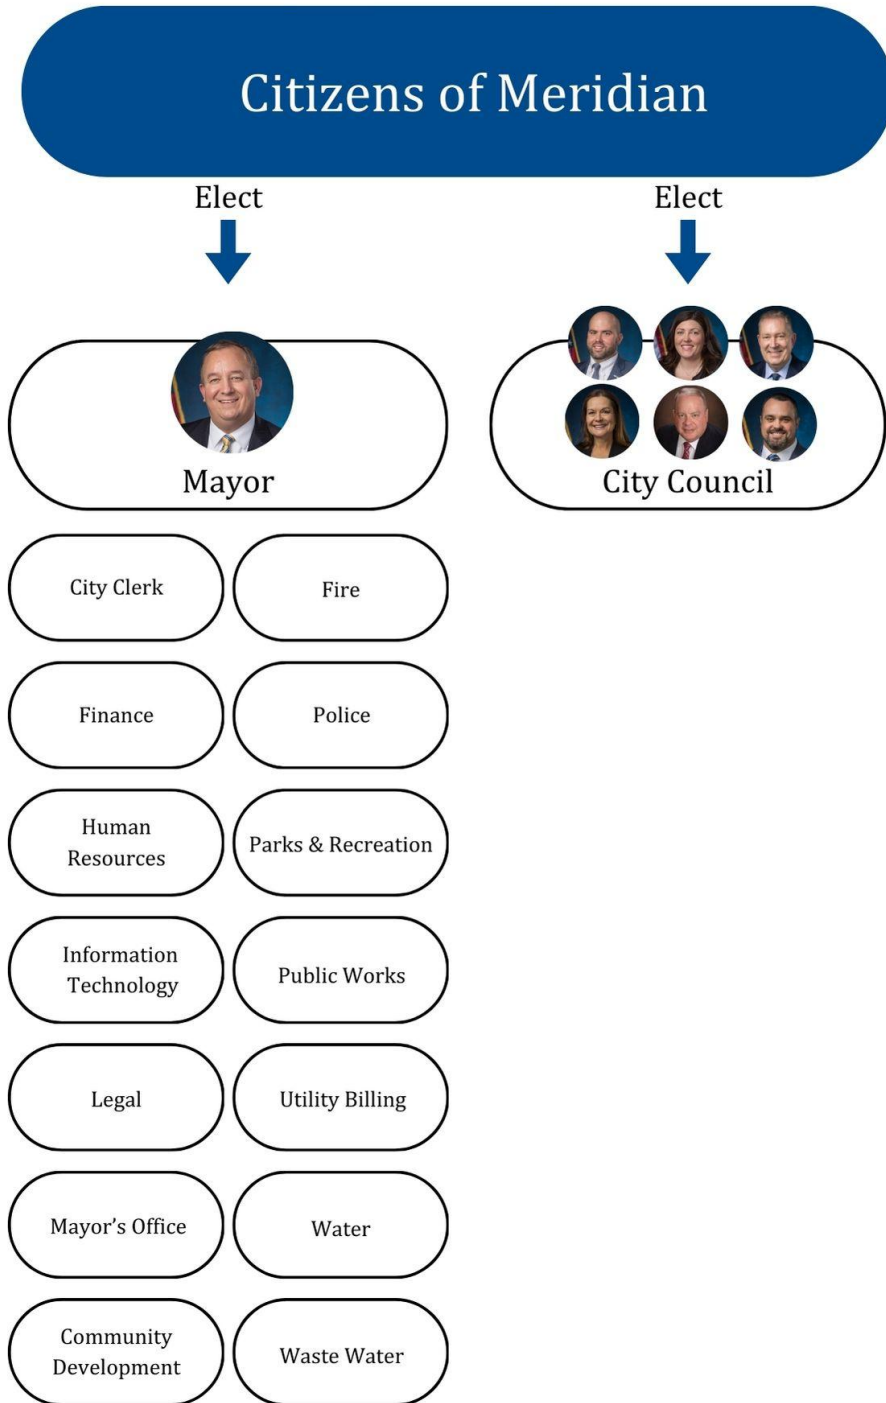 Citizens of Meridian
Elect
Elect
Mayor
City Council
City Clerk
Fire
Finance
Police
Human
Resources
Parks & Recreation
Information
Technology
Public Works
Legal
Utility Billing
Mayor’s Office
Water
Community
Development
Waste Water